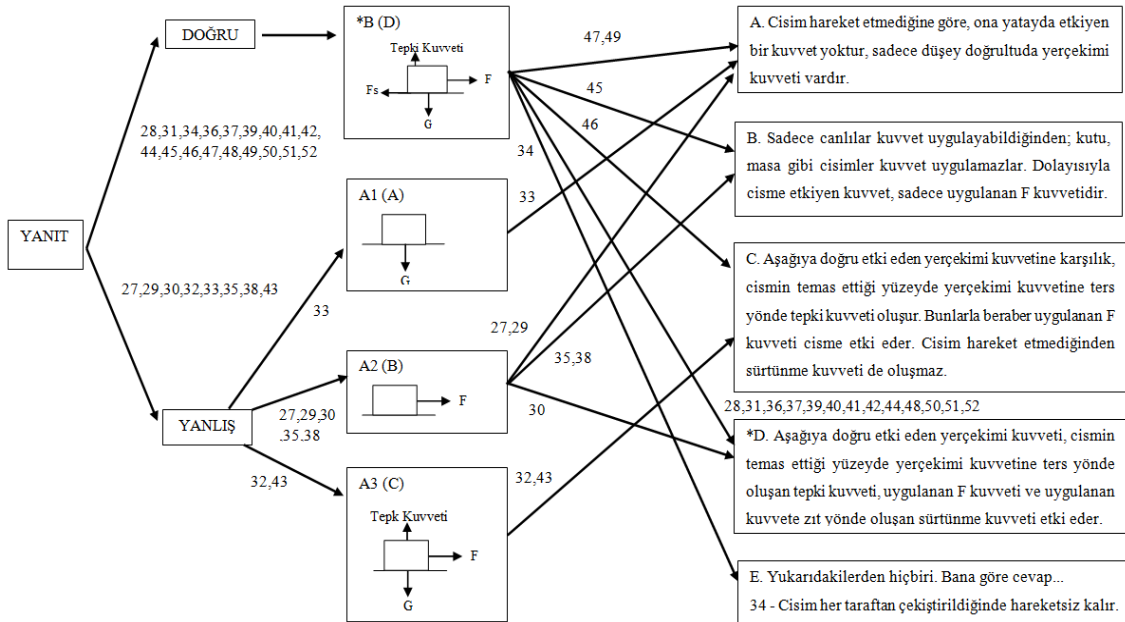 YANIT
DOĞRU
28,31,34,36,37,39,40,41,42,
44,45,46,47,48,49,50,51,52
27,29,30,32,33,35,38,43
YANLIŞ
33
27,29,30
.35,38
32,43
*B (D)
Tepki Kuvveti
F
Fs
G
A1 (A)
G
A2 (B)
F
A3 (C)
Tepk Kuvveti
F
G
47,49
45
46
34
33
27,29
35,38
30
32,43
28,31,36,37,39,40,41,42,44,48,50,51,52
A. Cisim hareket etmediğine göre, ona yatayda etkiyen
bir kuvvet yoktur, sadece düşey doğrultuda yerçekimi
kuvveti vardır.
B. Sadece canlılar kuvvet uygulayabildiğinden; kutu,
masa gibi cisimler kuvvet uygulamazlar. Dolayısıyla
cisme etkiyen kuvvet, sadece uygulanan F kuvvetidir.
C. Aşağıya doğru etki eden yerçekimi kuvvetine karşılık,
cismin temas ettiği yüzeyde yerçekimi kuvvetine ters
yönde tepki kuvveti oluşur. Bunlarla beraber uygulanan F
kuvveti cisme etki eder. Cisim hareket etmediğinden
sürtünme kuvveti de oluşmaz.
*D. Aşağıya doğru etki eden yerçekimi kuvveti, cismin
temas ettiği yüzeyde yerçekimi kuvvetine ters yönde
oluşan tepki kuvveti, uygulanan F kuvveti ve uygulanan
kuvvete zıt yönde oluşan sürtünme kuvveti etki eder.
E. Yukarıdakilerden hiçbiri. Bana göre cevap...
34 - Cisim her taraftan çekiştirildiğinde hareketsiz kalır.